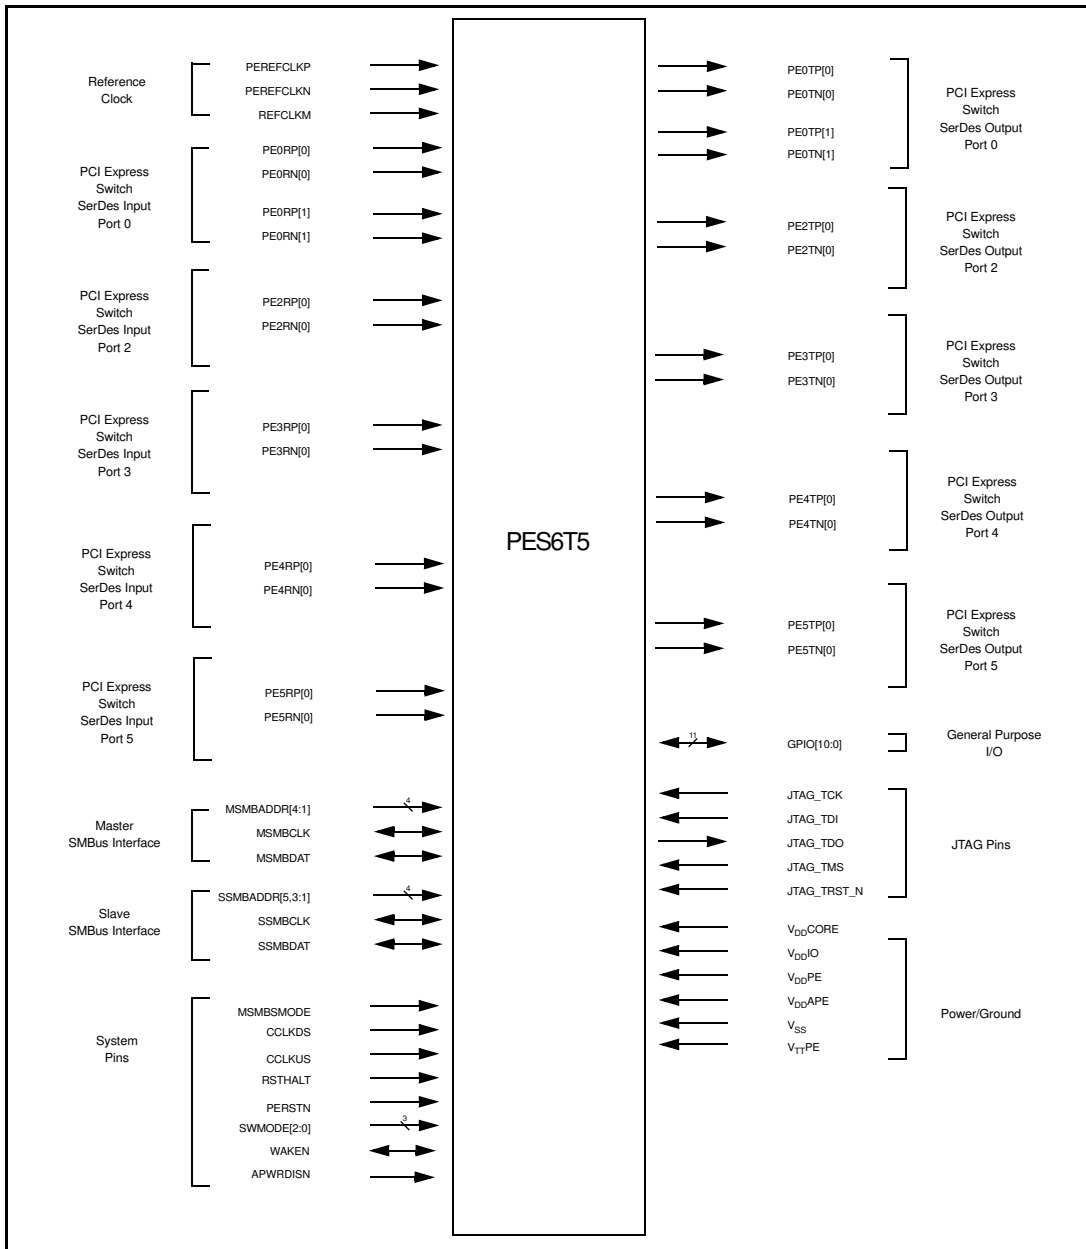 Reference
Clock
PEREFCLKP
PEREFCLKN
REFCLKM
PCI Express
Switch
SerDes Input
Port 0
PE0RP[0]
PE0RN[0]
PE0RP[1]
PE0RN[1]
PCI Express
Switch
SerDes Input
Port 2
PE2RP[0]
PE2RN[0]
PCI Express
Switch
SerDes Input
Port 3
PE3RP[0]
PE3RN[0]
PCI Express
Switch
SerDes Input
Port 4
PE4RP[0]
PE4RN[0]
PCI Express
Switch
SerDes Input
Port 5
PE5RP[0]
PE5RN[0]
Master
SMBus Interface
MSMBADDR[4:1]
4
MSMBCLK
MSMBDAT
Slave
SMBus Interface
SSMBADDR[5,3:1]
4
SSMBCLK
SSMBDAT
System
Pins
MSMBSMODE
CCLKDS
CCLKUS
RSTHALT
PERSTN
SWMODE[2:0]
3
WAKEN
APWRDISN
PES6T5
PE0TP[0]
PE0TN[0]
PE0TP[1]
PE0TN[1]
PCI Express
Switch
SerDes Output
Port 0
PE2TP[0]
PE2TN[0]
PCI Express
Switch
SerDes Output
Port 2
PE3TP[0]
PE3TN[0]
PCI Express
Switch
SerDes Output
Port 3
PE4TP[0]
PE4TN[0]
PCI Express
Switch
SerDes Output
Port 4
PE5TP[0]
PE5TN[0]
PCI Express
Switch
SerDes Output
Port 5
11
GPIO[10:0]
General Purpose
I/O
JTAG_TCK
JTAG_TDI
JTAG_TDO
JTAG_TMS
JTAG_TRST_N
JTAG Pins
VDDCORE
VDDIO
VDDPE
VDDAPE
VSS
VTTPE
Power/Ground